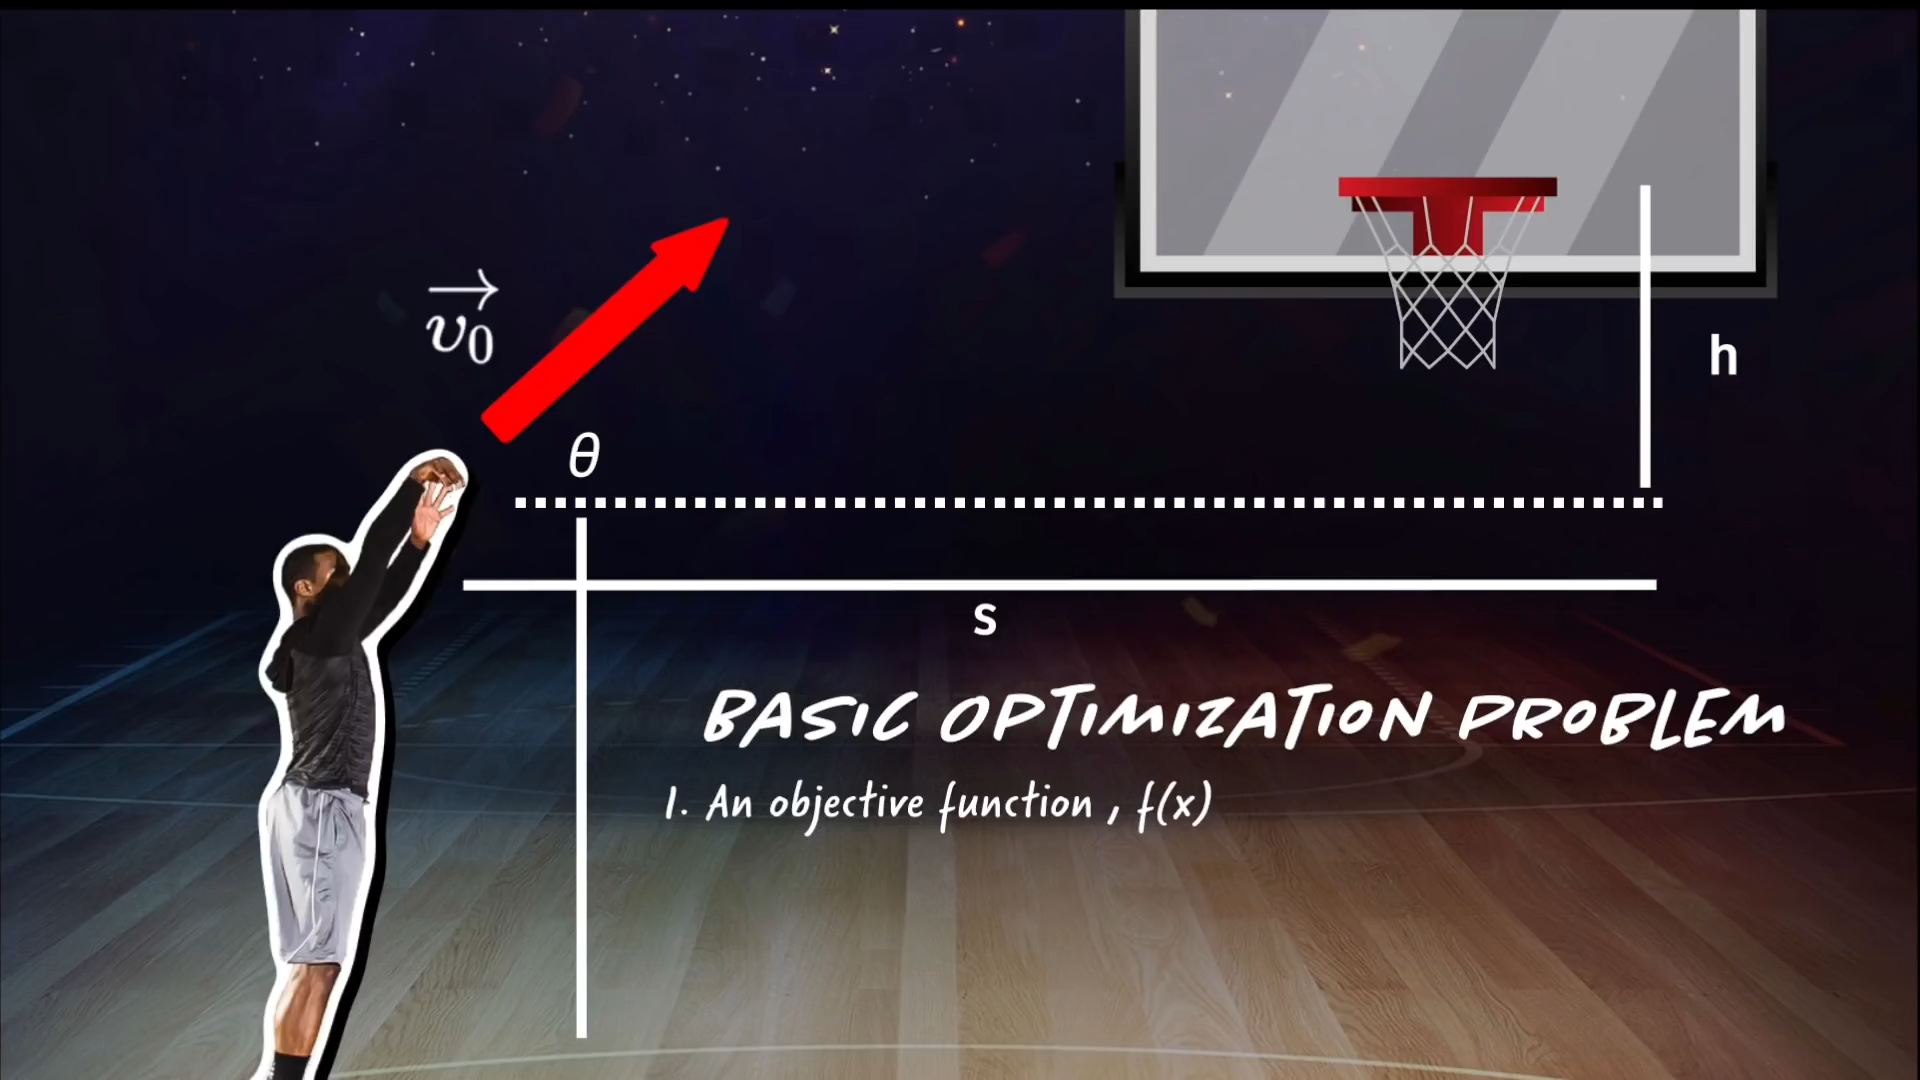 v₀
θ
h
s
BASIC OPTIMIZATION PROBLEM
1. An objective function , f(x)